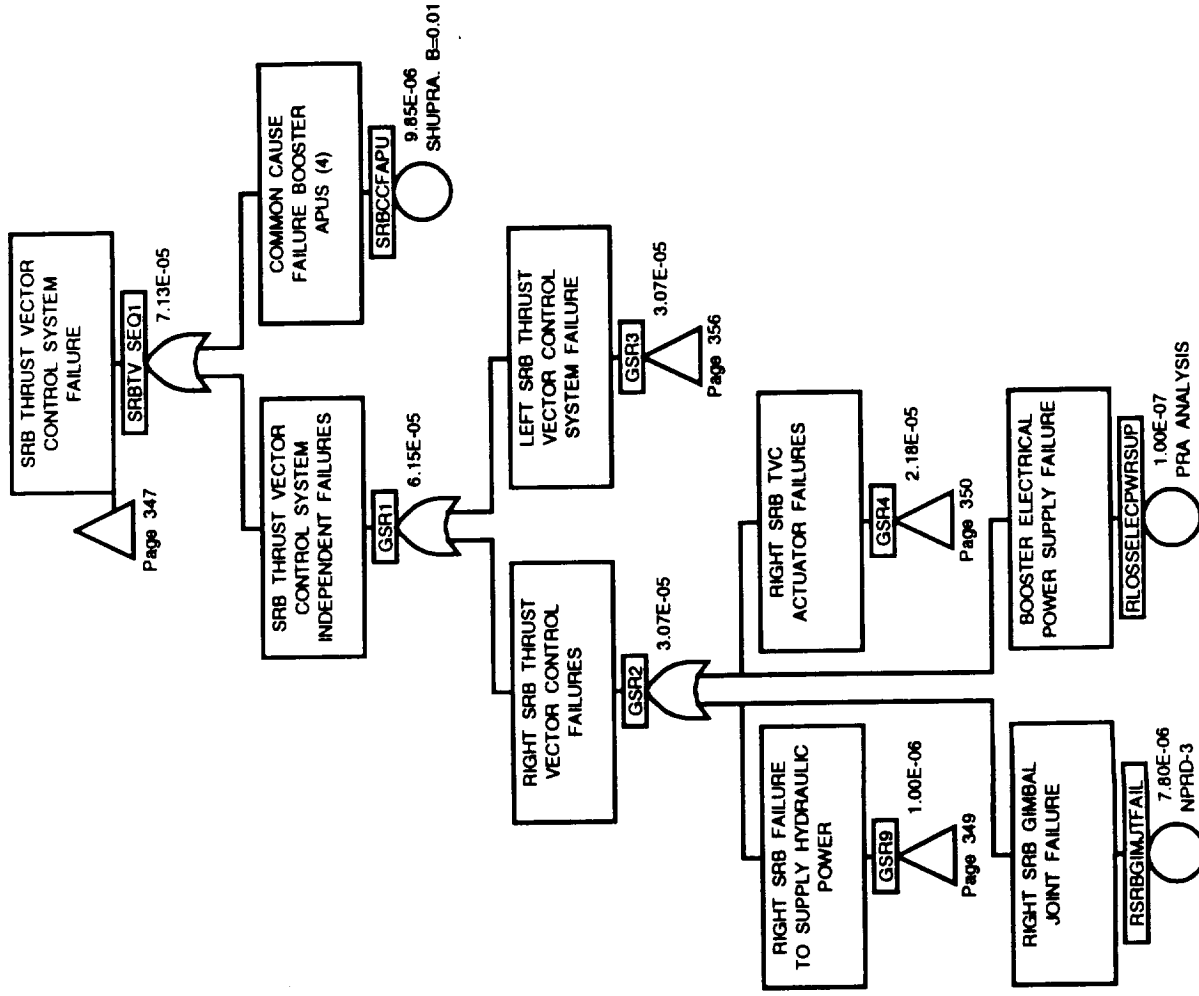 SRB THRUST VECTOR
CONTROL SYSTEM
FAILURE
SRBTV SEQ1
7.13E-05
Page 347
SRB THRUST VECTOR
CONTROL SYSTEM
INDEPENDENT FAILURES
GSR1
6.15E-05
COMMON CAUSE
FAILURE BOOSTER
APUS (4)
SRBCCFAPU
9.85E-06
SHUPRA. B=0.01
RIGHT SRB THRUST
VECTOR CONTROL
FAILURES
GSR2
3.07E-05
LEFT SRB THRUST
VECTOR CONTROL
SYSTEM FAILURE
GSR3
3.07E-05
Page 356
RIGHT SRB FAILURE
TO SUPPLY HYDRAULIC
POWER
GSR9
1.00E-06
Page 349
RIGHT SRB TVC
ACTUATOR FAILURES
GSR4
2.18E-05
Page 350
RIGHT SRB GIMBAL
JOINT FAILURE
RSRBGIMJTFAIL
7.80E-06
NPRD-3
BOOSTER ELECTRICAL
POWER SUPPLY FAILURE
RLOSSELECPWRSUP
1.00E-07
PRA ANALYSIS